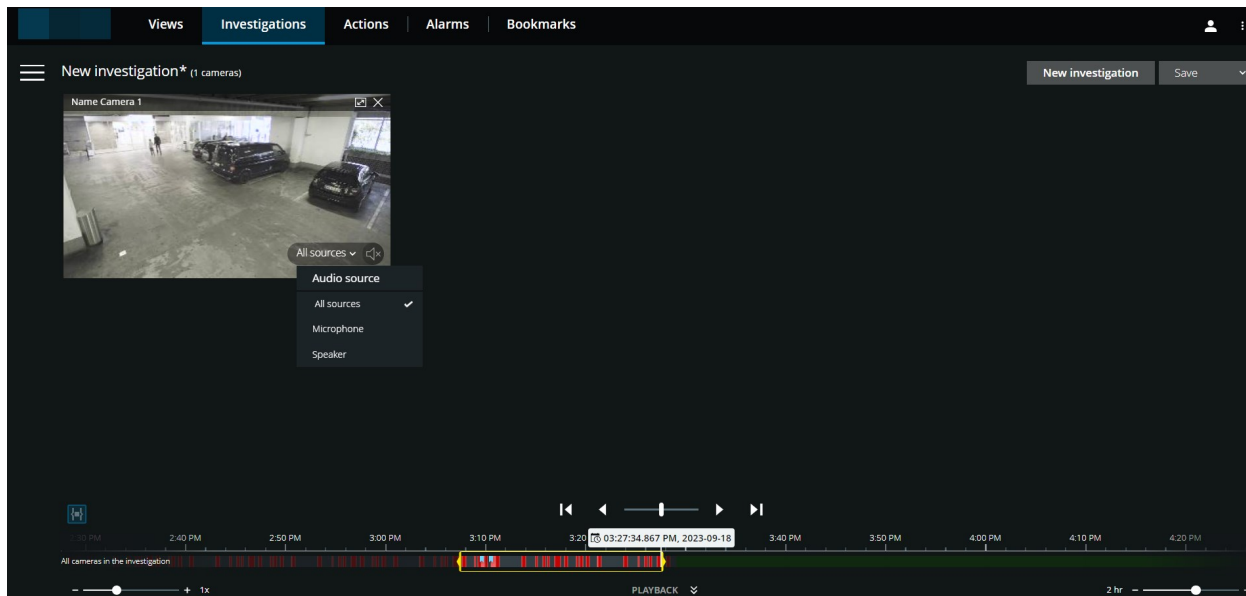 Views Investigations Actions Alarms Bookmarks
New investigation* (1 cameras) New investigation Save
Name Camera 1
All sources
Audio source
All sources
Microphone
Speaker
2:30 PM 2:40 PM 2:50 PM 3:00 PM 3:10 PM 3:20 03:27:34.867 PM, 2023-09-18 3:40 PM 3:50 PM 4:00 PM 4:10 PM 4:20 PM
All cameras in the investigation
- + 1x PLAYBACK 2 hr -